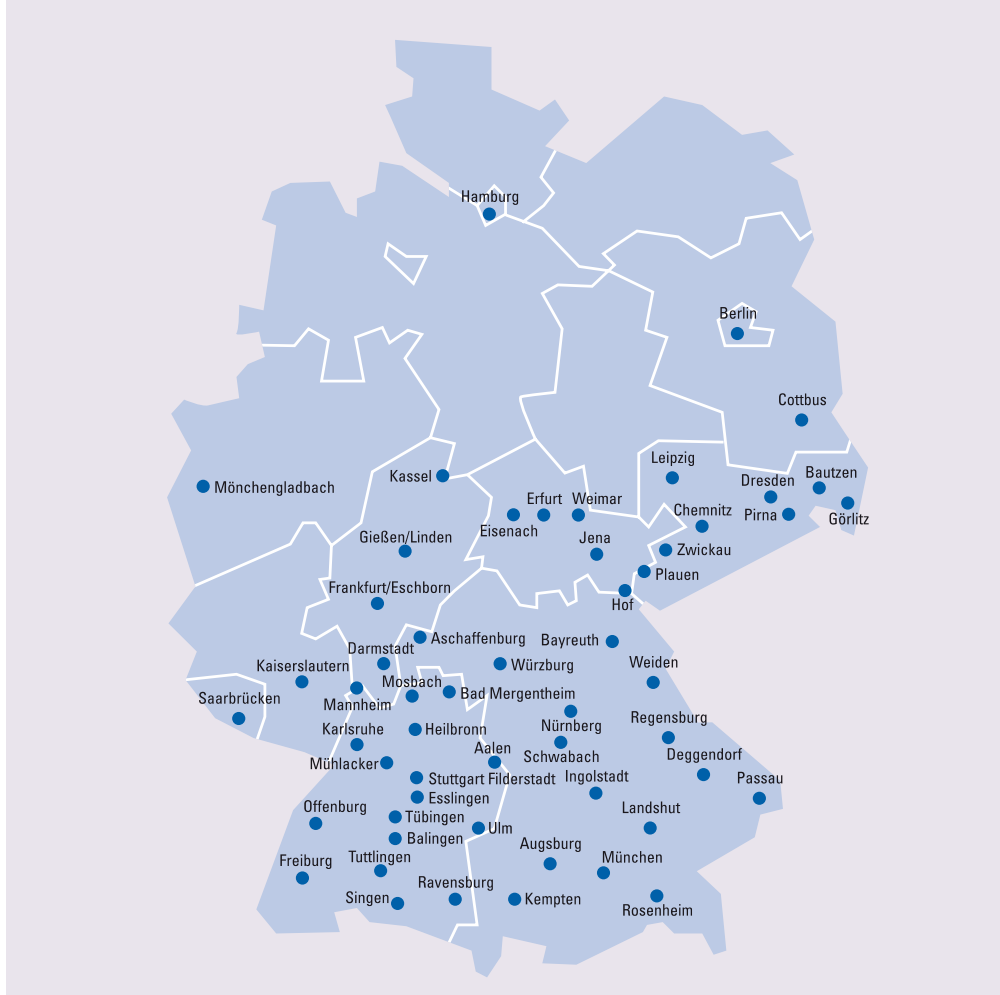 Hamburg
Berlin
Cottbus
Leipzig
Kassel
Dresden
Bautzen
Mönchengladbach
Erfurt
Weimar
Chemnitz
Pirna
Görlitz
Eisenach
Gießen/Linden
Jena
Zwickau
Plauen
Frankfurt/Eschborn
Hof
Aschaffenburg
Bayreuth
Darmstadt
Kaiserslautern
Würzburg
Weiden
Mosbach
Bad Mergentheim
Saarbrücken
Mannheim
Regensburg
Karlsruhe
Heilbronn
Nürnberg
Aalen
Schwabach
Deggendorf
Mühlacker
Stuttgart Filderstadt
Ingolstadt
Passau
Esslingen
Offenburg
Landshut
Tübingen
Ulm
Balingen
Augsburg
Freiburg
Tuttlingen
München
Ravensburg
Singen
Kempten
Rosenheim